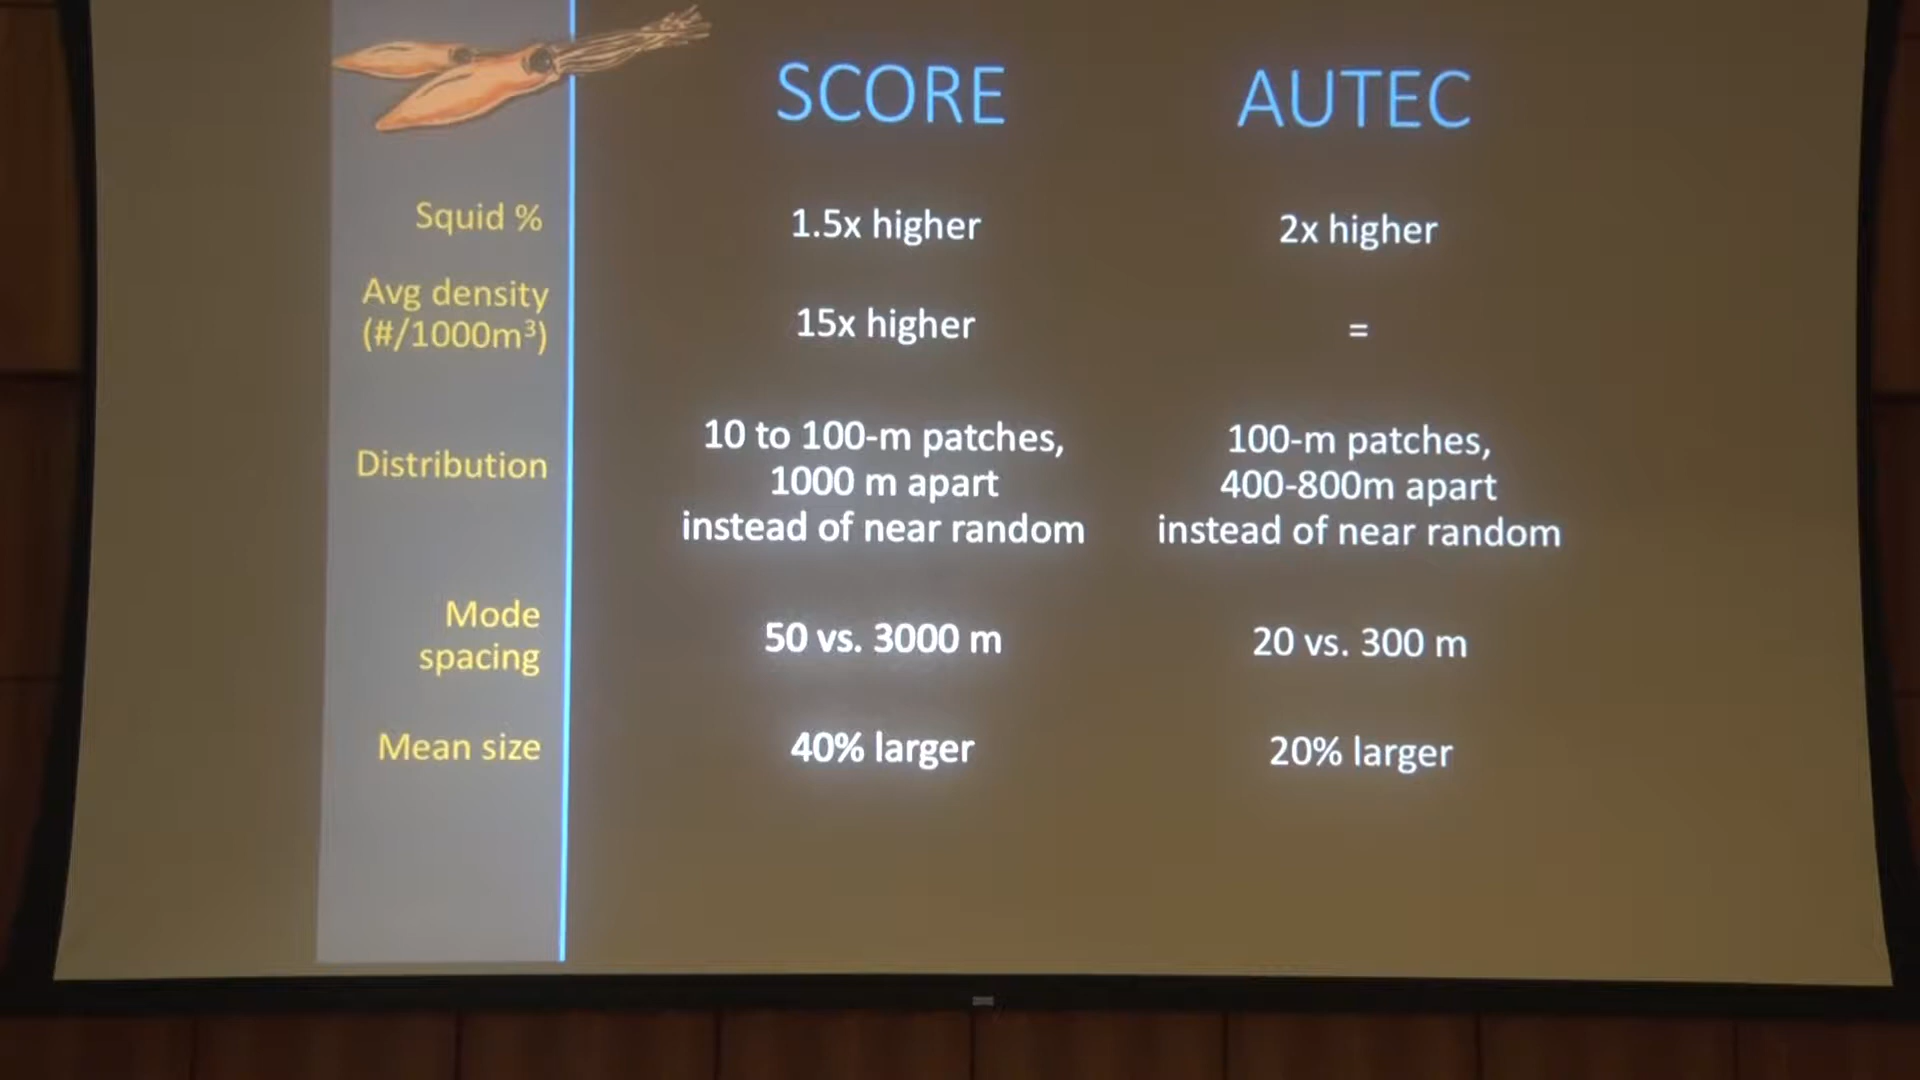 SCORE
AUTEC
Squid %
1.5x higher
2x higher
Avg density
(#/1000m³)
15x higher
=
Distribution
10 to 100-m patches,
1000 m apart
instead of near random
100-m patches,
400-800m apart
instead of near random
Mode
spacing
50 vs. 3000 m
20 vs. 300 m
Mean size
40% larger
20% larger